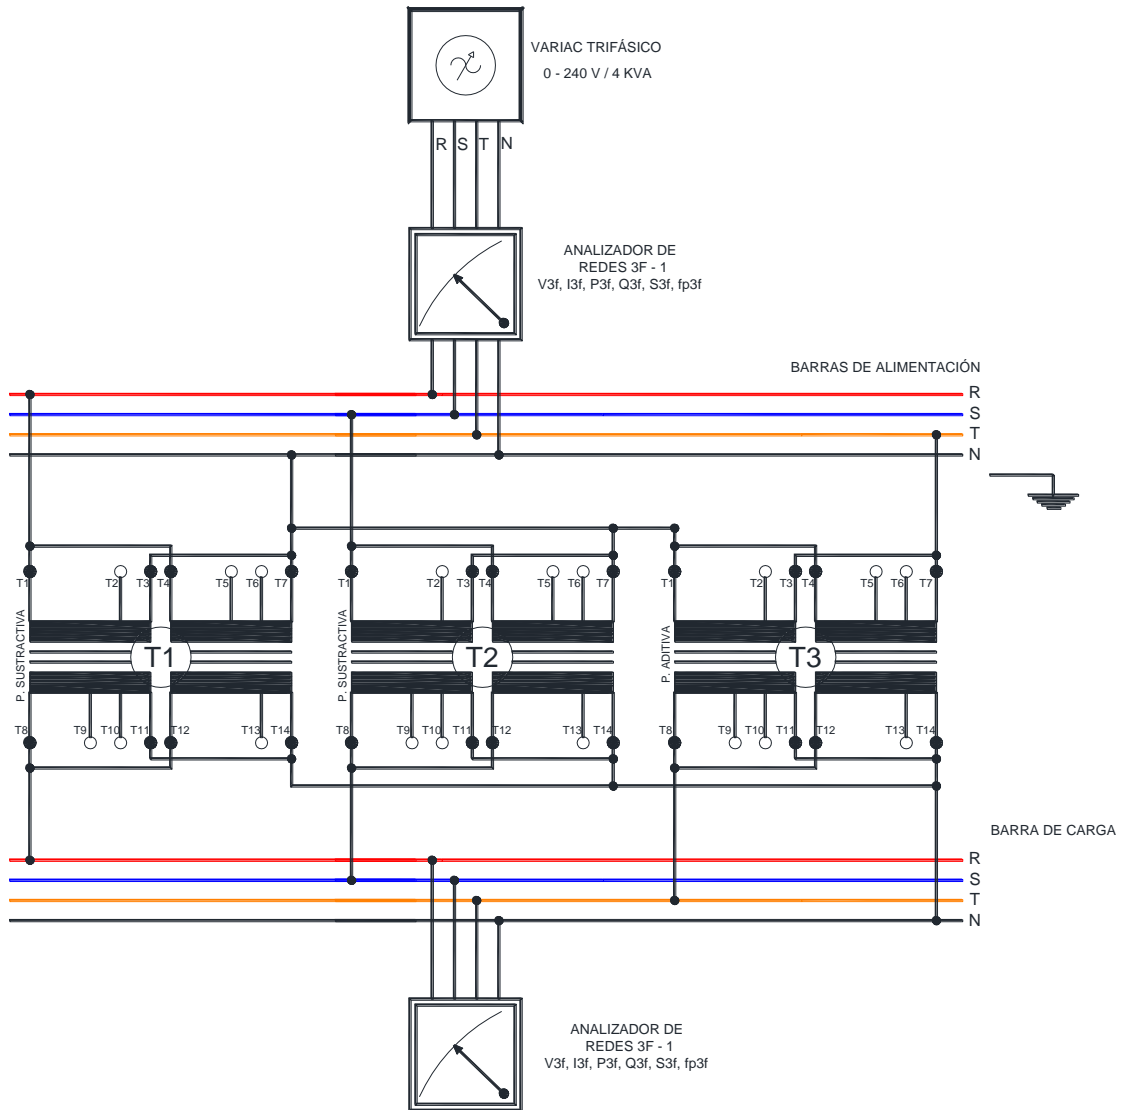 VARIAC TRIFÁSICO
0 - 240 V / 4 KVA
R S T N
ANALIZADOR DE
REDES 3F - 1
V3f, I3f, P3f, Q3f, S3f, fp3f
BARRAS DE ALIMENTACIÓN
R
S
T
N
T1 T2 T3 T4 T5 T6 T7 T1 T2 T3 T4 T5 T6 T7 T1 T2 T3 T4 T5 T6 T7
P. SUSTRACTIVA
T1
P. SUSTRACTIVA
T2
P. ADITIVA
T3
T8 T9 T10 T11 T12 T13 T14 T8 T9 T10 T11 T12 T13 T14 T8 T9 T10 T11 T12 T13 T14
BARRA DE CARGA
R
S
T
N
ANALIZADOR DE
REDES 3F - 1
V3f, I3f, P3f, Q3f, S3f, fp3f